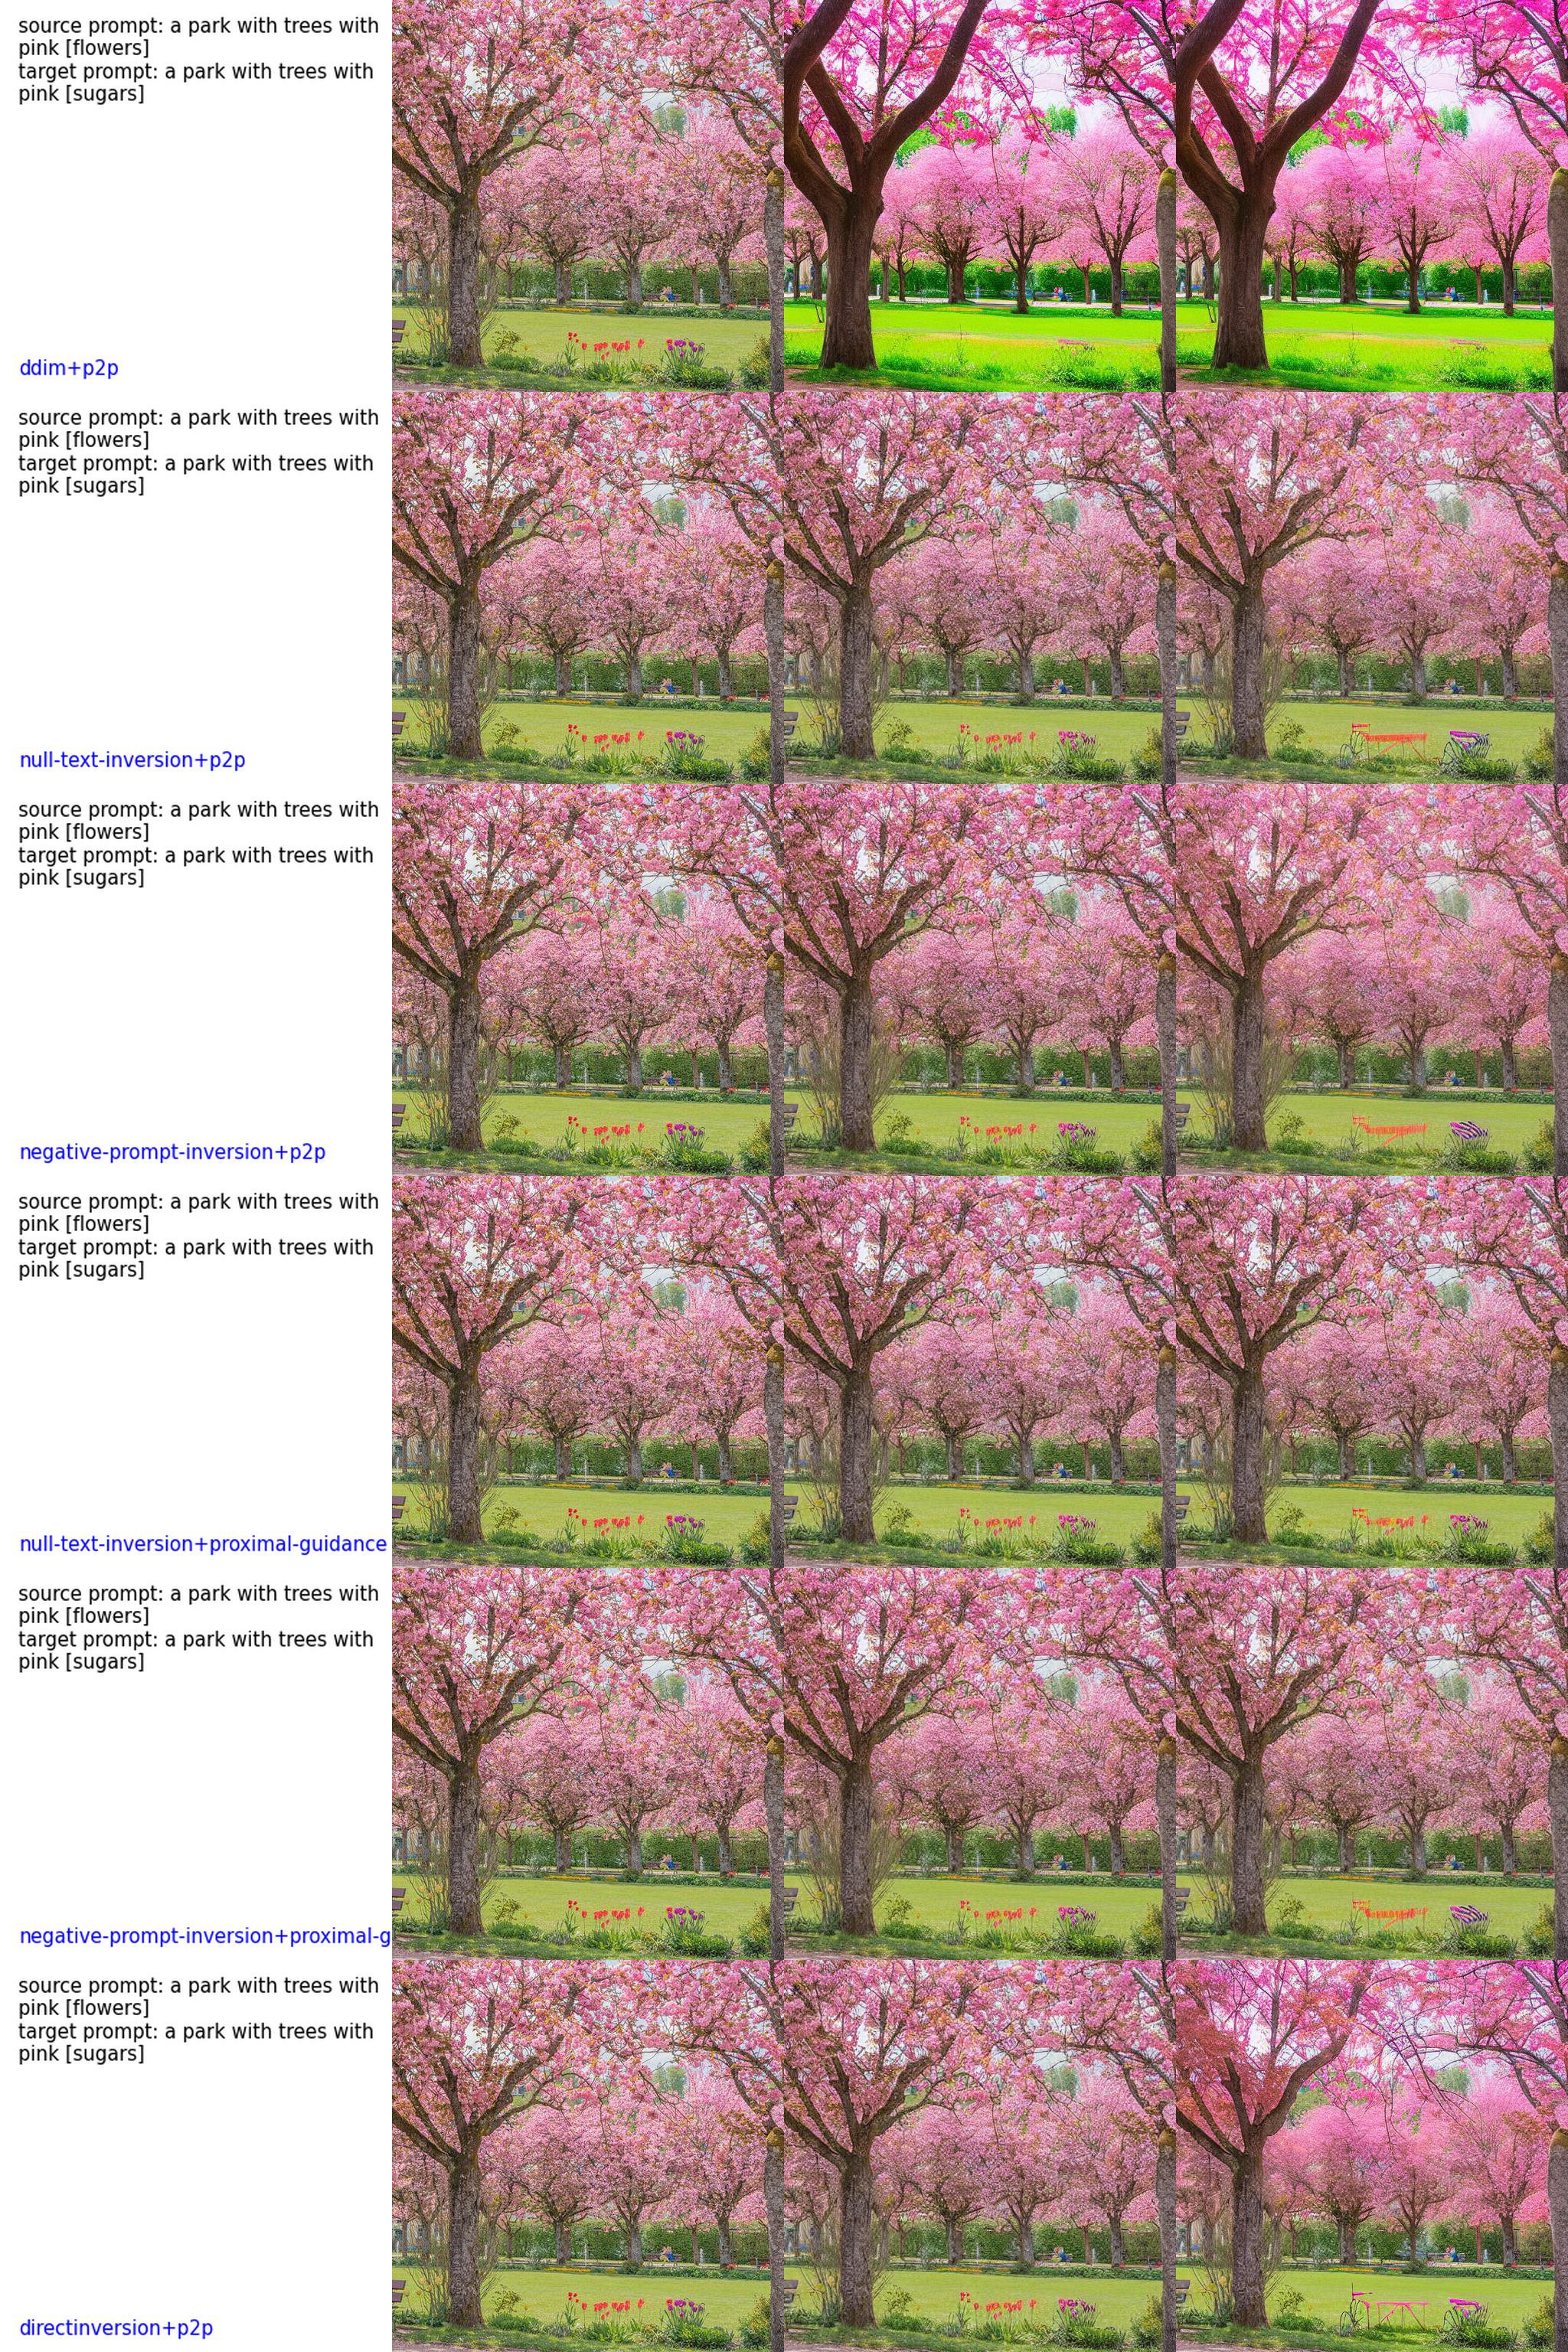 source prompt: a park with trees with
pink [flowers]
target prompt: a park with trees with
pink [sugars]
ddim+p2p
source prompt: a park with trees with
pink [flowers]
target prompt: a park with trees with
pink [sugars]
null-text-inversion+p2p
source prompt: a park with trees with
pink [flowers]
target prompt: a park with trees with
pink [sugars]
negative-prompt-inversion+p2p
source prompt: a park with trees with
pink [flowers]
target prompt: a park with trees with
pink [sugars]
null-text-inversion+proximal-guidance
source prompt: a park with trees with
pink [flowers]
target prompt: a park with trees with
pink [sugars]
negative-prompt-inversion+proximal-g
source prompt: a park with trees with
pink [flowers]
target prompt: a park with trees with
pink [sugars]
directinversion+p2p